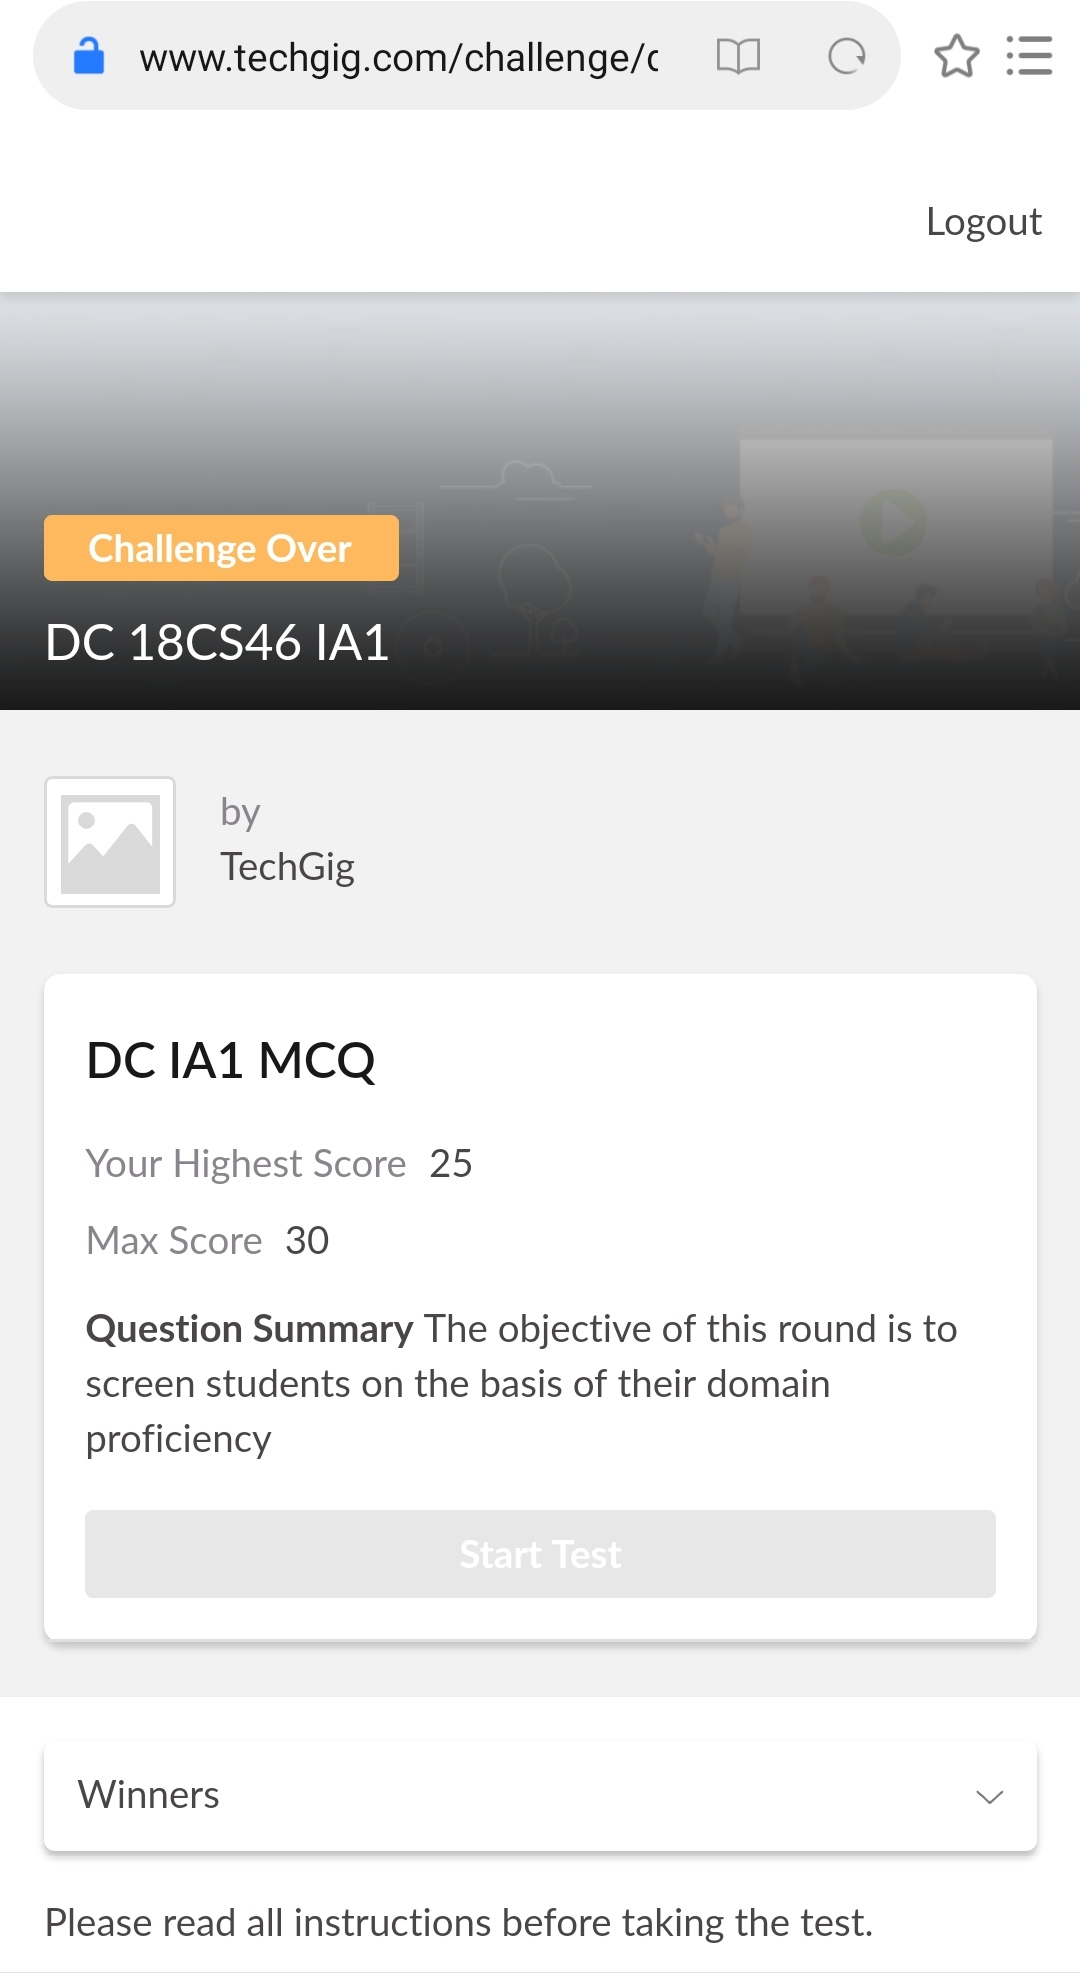 www.techgig.com/challenge/c
Logout
Challenge Over
DC 18CS46 IA1
by
TechGig
DC IA1 MCQ
Your Highest Score 25
Max Score 30
Question Summary The objective of this round is to
screen students on the basis of their domain
proficiency
Start Test
Winners
Please read all instructions before taking the test.